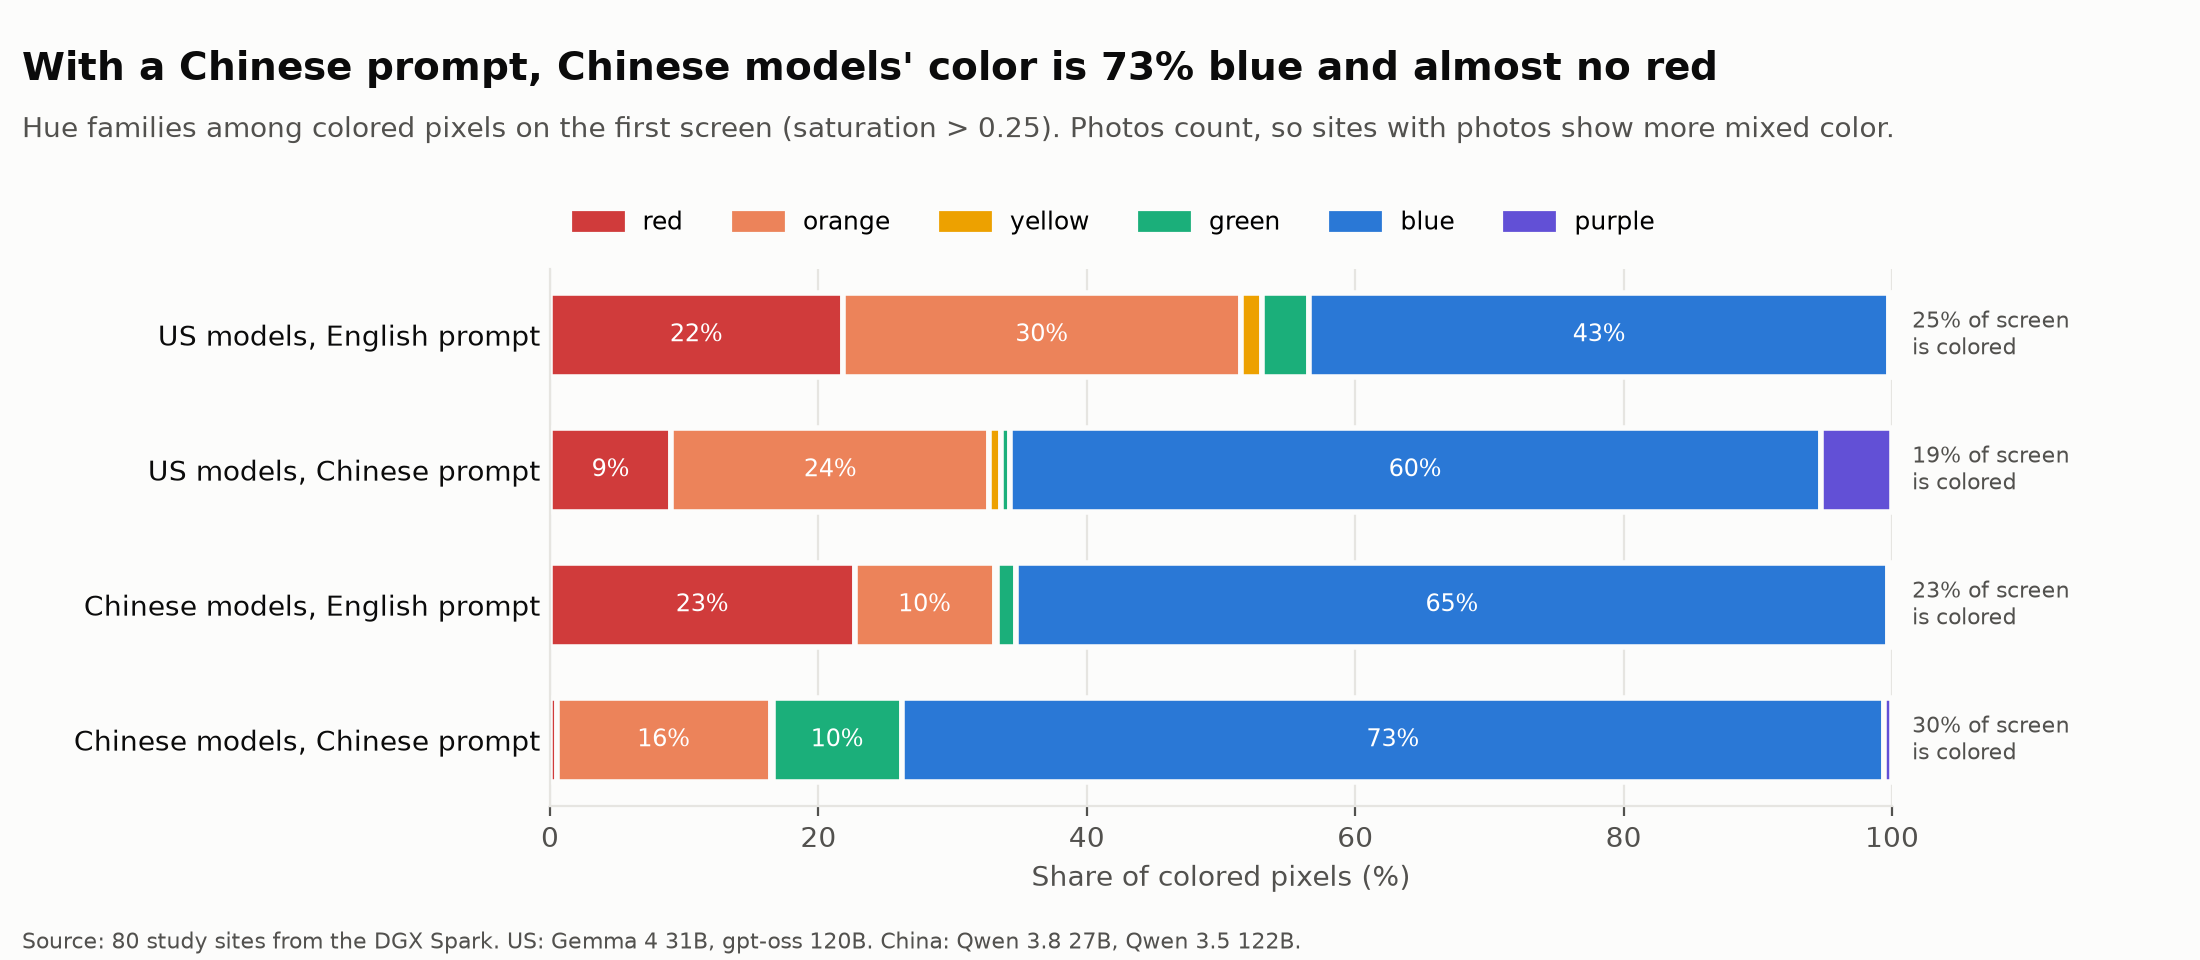 With a Chinese prompt, Chinese models' color is 73% blue and almost no red
Hue families among colored pixels on the first screen (saturation > 0.25). Photos count, so sites with photos show more mixed color.
red orange yellow green blue purple
US models, English prompt 22% 30% 43% 25% of screen
is colored
US models, Chinese prompt 9% 24% 60% 19% of screen
is colored
Chinese models, English prompt 23% 10% 65% 23% of screen
is colored
Chinese models, Chinese prompt 16% 10% 73% 30% of screen
is colored
0 20 40 60 80 100
Share of colored pixels (%)
Source: 80 study sites from the DGX Spark. US: Gemma 4 31B, gpt-oss 120B. China: Qwen 3.8 27B, Qwen 3.5 122B.